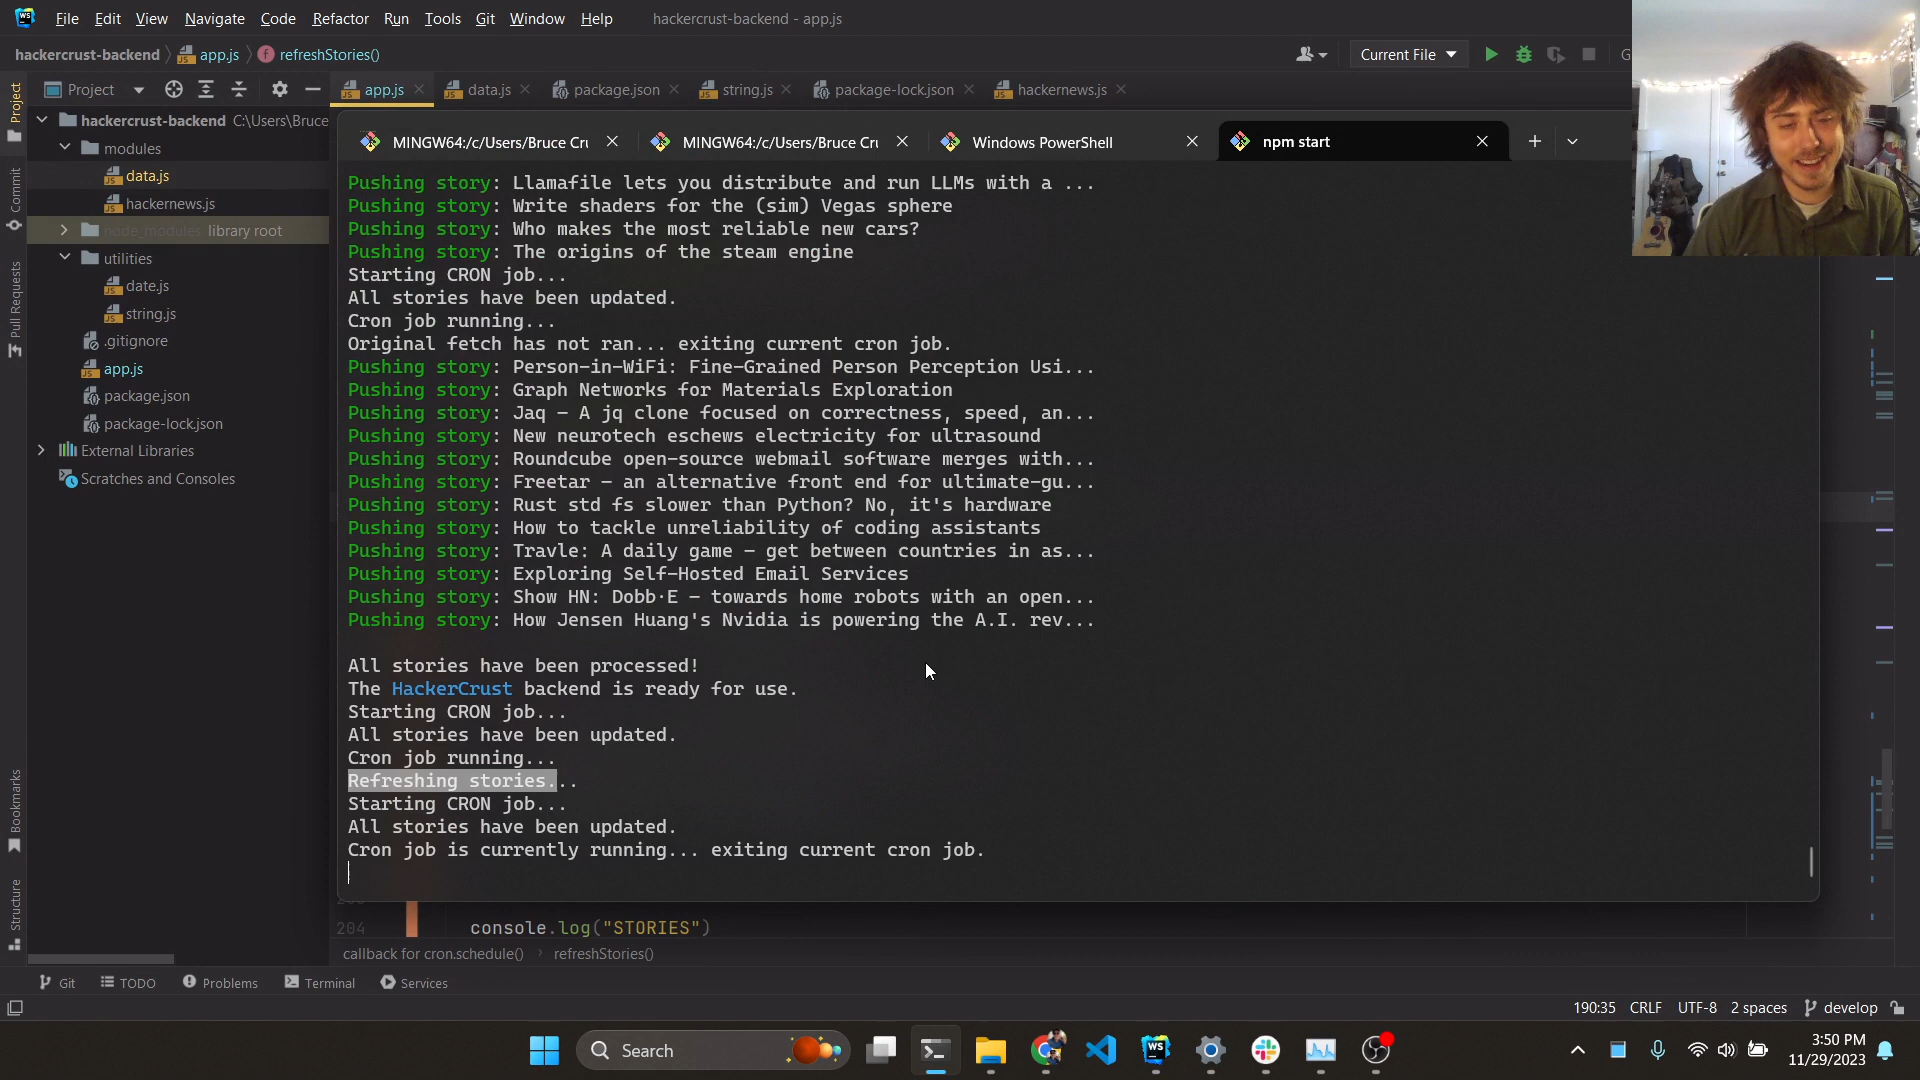 File Edit View Navigate Code Refactor Run Tools Git Window Help hackercrust-backend - app.js
hackercrust-backend app.js refreshStories() Current File
Project app.js data.js package.json string.js package-lock.json hackernews.js
Project
Commit
Pull Requests
Bookmarks
Structure
hackercrust-backend C:\Users\Bruce
modules
data.js
hackernews.js
node_modules library root
utilities
date.js
string.js
.gitignore
app.js
package.json
package-lock.json
External Libraries
Scratches and Consoles
MINGW64:/c/Users/Bruce Cru MINGW64:/c/Users/Bruce Cru Windows PowerShell npm start
Pushing story: Llamafile lets you distribute and run LLMs with a ...
Pushing story: Write shaders for the (sim) Vegas sphere
Pushing story: Who makes the most reliable new cars?
Pushing story: The origins of the steam engine
Starting CRON job...
All stories have been updated.
Cron job running...
Original fetch has not ran... exiting current cron job.
Pushing story: Person-in-WiFi: Fine-Grained Person Perception Usi...
Pushing story: Graph Networks for Materials Exploration
Pushing story: Jaq – A jq clone focused on correctness, speed, an...
Pushing story: New neurotech eschews electricity for ultrasound
Pushing story: Roundcube open-source webmail software merges with...
Pushing story: Freetar – an alternative front end for ultimate-gu...
Pushing story: Rust std fs slower than Python? No, it's hardware
Pushing story: How to tackle unreliability of coding assistants
Pushing story: Travle: A daily game – get between countries in as...
Pushing story: Exploring Self-Hosted Email Services
Pushing story: Show HN: Dobb·E – towards home robots with an open...
Pushing story: How Jensen Huang's Nvidia is powering the A.I. rev...
All stories have been processed!
The HackerCrust backend is ready for use.
Starting CRON job...
All stories have been updated.
Cron job running...
Refreshing stories...
Starting CRON job...
All stories have been updated.
Cron job is currently running... exiting current cron job.
204 console.log("STORIES")
callback for cron.schedule() refreshStories()
Git TODO Problems Terminal Services
190:35 CRLF UTF-8 2 spaces develop
Search
3:50 PM
11/29/2023